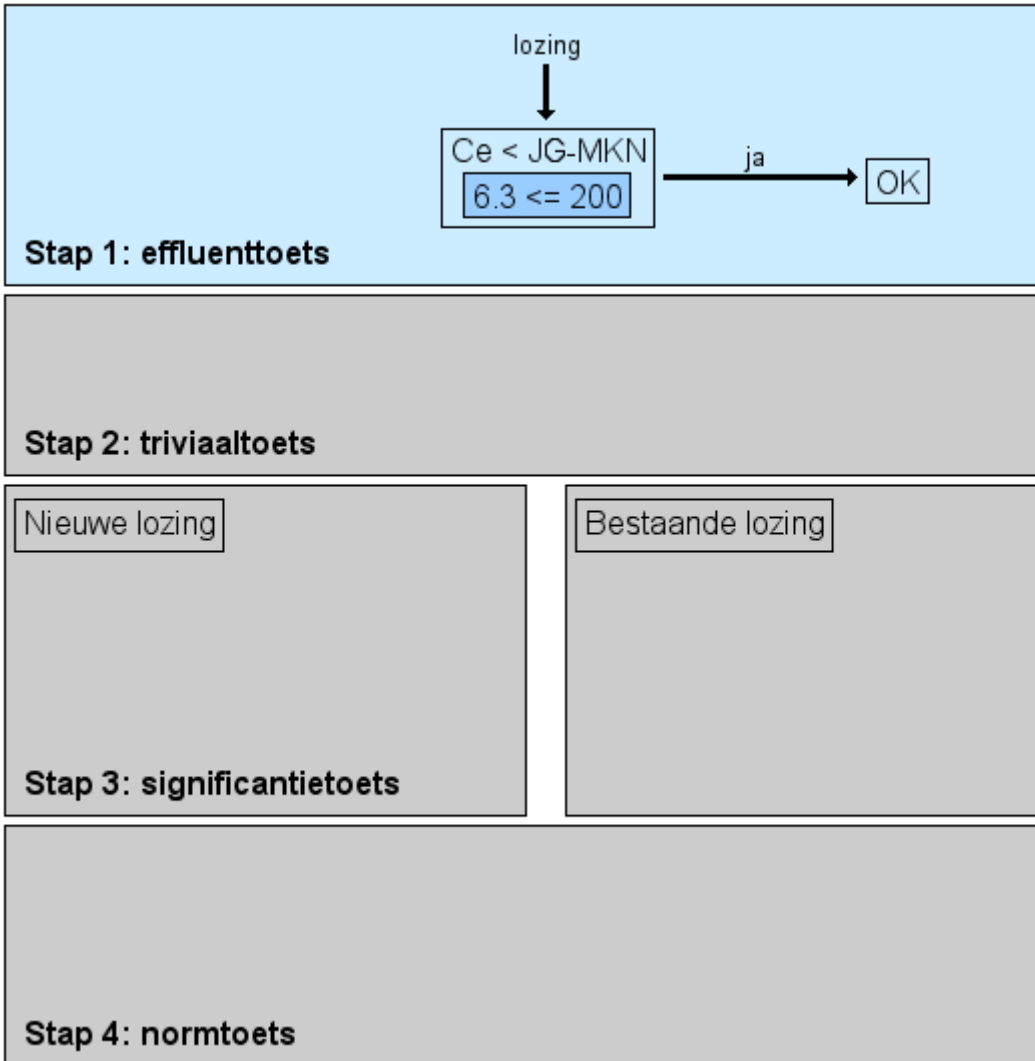 lozing
Ce < JG-MKN
6.3 <= 200
ja
OK
Stap 1: effluenttoets
Stap 2: triviaaltoets
Nieuwe lozing
Bestaande lozing
Stap 3: significantietoets
Stap 4: normtoets